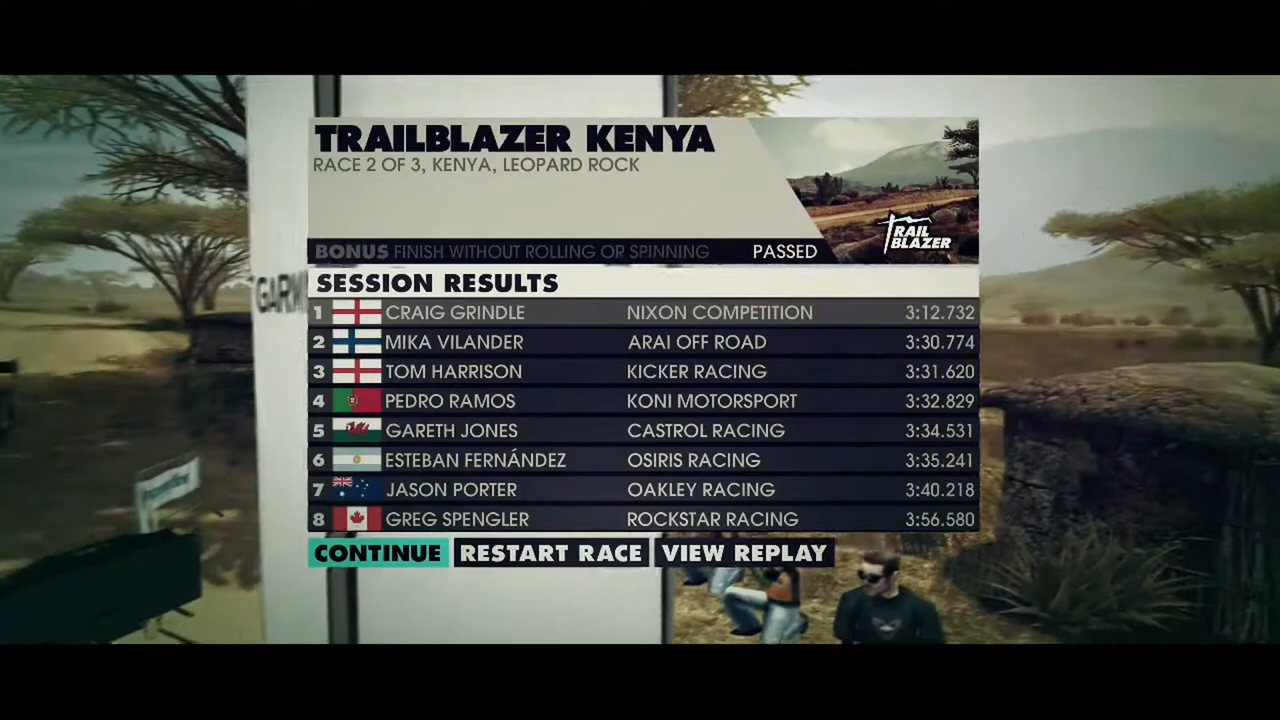 TRAILBLAZER KENYA
RACE 2 OF 3, KENYA, LEOPARD ROCK
TRAIL
BLAZER
BONUS FINISH WITHOUT ROLLING OR SPINNING PASSED
SESSION RESULTS
1 CRAIG GRINDLE NIXON COMPETITION 3:12.732
2 MIKA VILANDER ARAI OFF ROAD 3:30.774
3 TOM HARRISON KICKER RACING 3:31.620
4 PEDRO RAMOS KONI MOTORSPORT 3:32.829
5 GARETH JONES CASTROL RACING 3:34.531
6 ESTEBAN FERNÁNDEZ OSIRIS RACING 3:35.241
7 JASON PORTER OAKLEY RACING 3:40.218
8 GREG SPENGLER ROCKSTAR RACING 3:56.580
CONTINUE RESTART RACE VIEW REPLAY